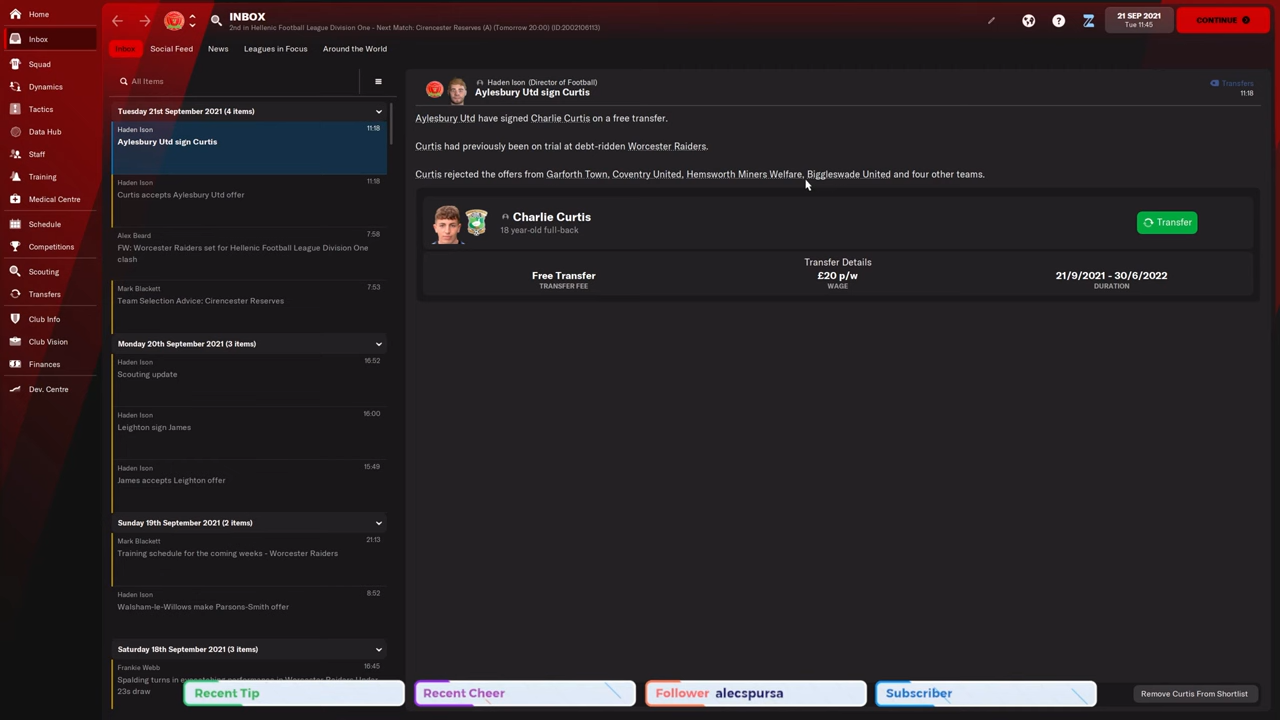 Home
Inbox
Squad
Dynamics
Tactics
Data Hub
Staff
Training
Medical Centre
Schedule
Competitions
Scouting
Transfers
Club Info
Club Vision
Finances
Dev. Centre
INBOX
2nd in Hellenic Football League Division One - Next Match: Cirencester Reserves (A) (Tomorrow 20:00) (ID:2002106113)
21 SEP 2021
Tue 11:45
CONTINUE
Inbox
Social Feed
News
Leagues in Focus
Around the World
All Items
Tuesday 21st September 2021 (4 items)
Haden Ison 11:18
Aylesbury Utd sign Curtis
Haden Ison 11:18
Curtis accepts Aylesbury Utd offer
Alex Beard 7:58
FW: Worcester Raiders set for Hellenic Football League Division One
clash
Mark Blackett 7:53
Team Selection Advice: Cirencester Reserves
Monday 20th September 2021 (3 items)
Haden Ison 16:52
Scouting update
Haden Ison 16:00
Leighton sign James
Haden Ison 15:49
James accepts Leighton offer
Sunday 19th September 2021 (2 items)
Mark Blackett 21:13
Training schedule for the coming weeks - Worcester Raiders
Haden Ison 8:52
Walsham-le-Willows make Parsons-Smith offer
Saturday 18th September 2021 (3 items)
Frankie Webb 16:45
Spalding turns in performance in Worcester Raiders Under
23s draw
Haden Ison (Director of Football)
Aylesbury Utd sign Curtis
Transfers
11:18
Aylesbury Utd have signed Charlie Curtis on a free transfer.
Curtis had previously been on trial at debt-ridden Worcester Raiders.
Curtis rejected the offers from Garforth Town, Coventry United, Hemsworth Miners Welfare, Biggleswade United and four other teams.
Charlie Curtis
18 year-old full-back
Transfer
Transfer Details
Free Transfer
TRANSFER FEE
£20 p/w
WAGE
21/9/2021 - 30/6/2022
DURATION
Recent Tip
Recent Cheer
Follower alecspursa
Subscriber
Remove Curtis From Shortlist